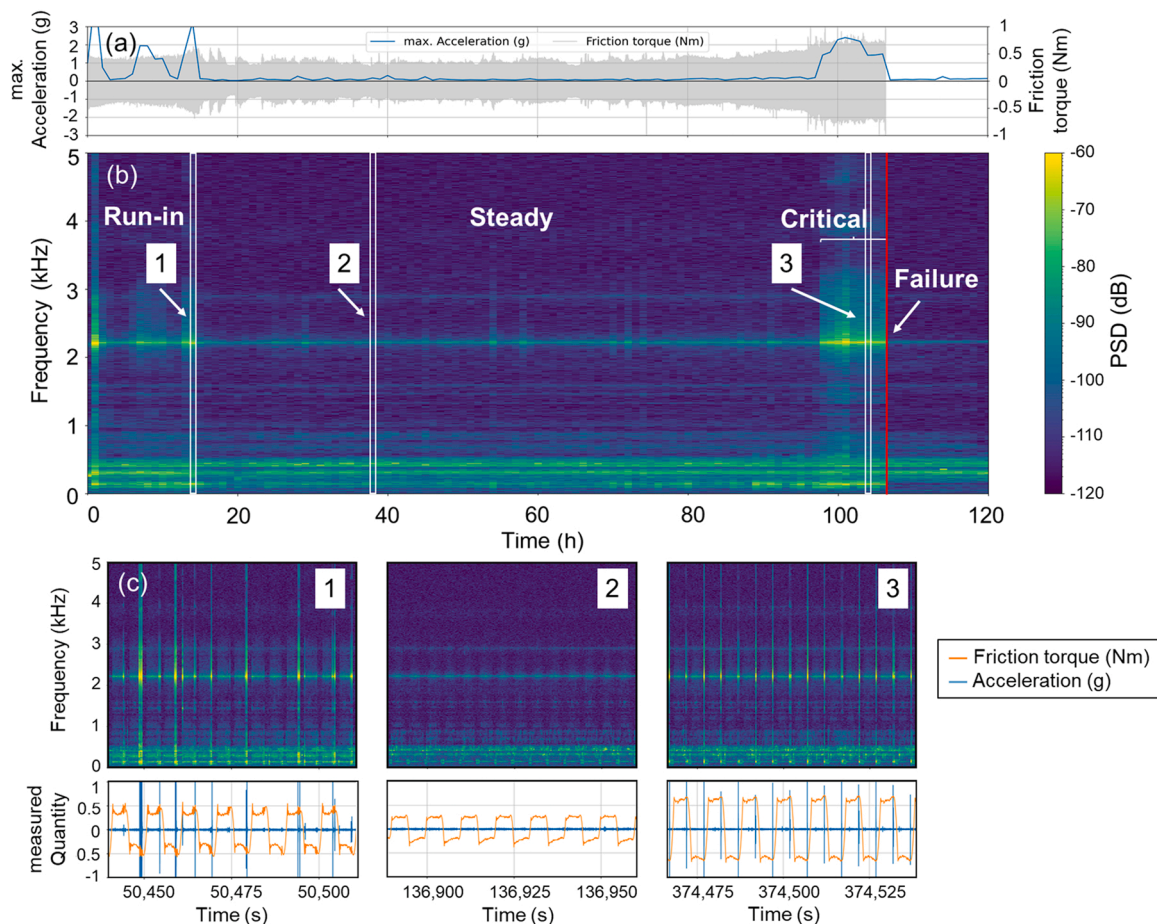 (a)
max. Acceleration (g)
Friction torque (Nm)
max.
Acceleration (g)
3
2
1
0
-1
-2
-3
1
0.5
0
-0.5
-1
Friction
torque (Nm)
(b)
Run-in
Steady
Critical
Failure
1
2
3
Frequency (kHz)
5
4
3
2
1
0
0 20 40 60 80 100 120
Time (h)
-60
-70
-80
-90
-100
-110
-120
PSD (dB)
(c)
1
2
3
Frequency (kHz)
5
4
3
2
1
0
Friction torque (Nm)
Acceleration (g)
measured
Quantity
1
0.5
0
0.5
-1
50,450 50,475 50,500
136,900 136,925 136,950
374,475 374,500 374,525
Time (s) Time (s) Time (s)